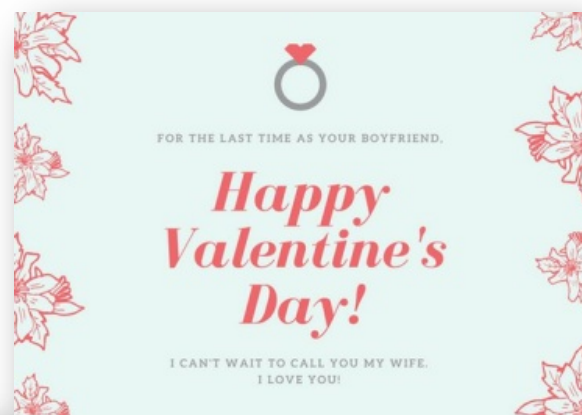 FOR THE LAST TIME AS YOUR BOYFRIEND,
Happy
Valentine's
Day!
I CAN'T WAIT TO CALL YOU MY WIFE.
I LOVE YOU!